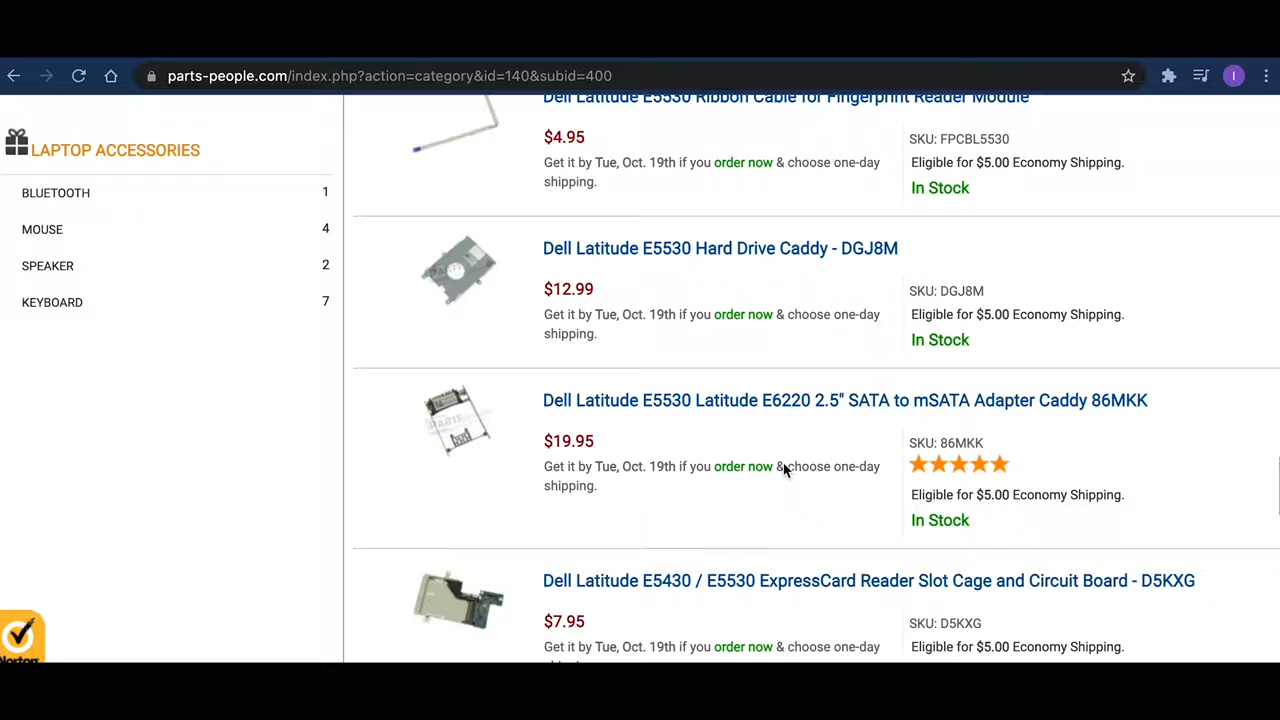 parts-people.com/index.php?action=category&id=140&subid=400
I
LAPTOP ACCESSORIES
BLUETOOTH 1
MOUSE 4
SPEAKER 2
KEYBOARD 7
Dell Latitude E5530 Ribbon Cable for Fingerprint Reader Module
$4.95
Get it by Tue, Oct. 19th if you order now & choose one-day
shipping.
SKU: FPCBL5530
Eligible for $5.00 Economy Shipping.
In Stock
Dell Latitude E5530 Hard Drive Caddy - DGJ8M
$12.99
Get it by Tue, Oct. 19th if you order now & choose one-day
shipping.
SKU: DGJ8M
Eligible for $5.00 Economy Shipping.
In Stock
Dell Latitude E5530 Latitude E6220 2.5" SATA to mSATA Adapter Caddy 86MKK
$19.95
Get it by Tue, Oct. 19th if you order now & choose one-day
shipping.
SKU: 86MKK
Eligible for $5.00 Economy Shipping.
In Stock
Dell Latitude E5430 / E5530 ExpressCard Reader Slot Cage and Circuit Board - D5KXG
$7.95
Get it by Tue, Oct. 19th if you order now & choose one-day
SKU: D5KXG
Eligible for $5.00 Economy Shipping.
Norton